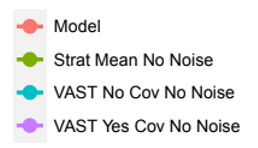 Model
Strat Mean No Noise
VAST No Cov No Noise
VAST Yes Cov No Noise